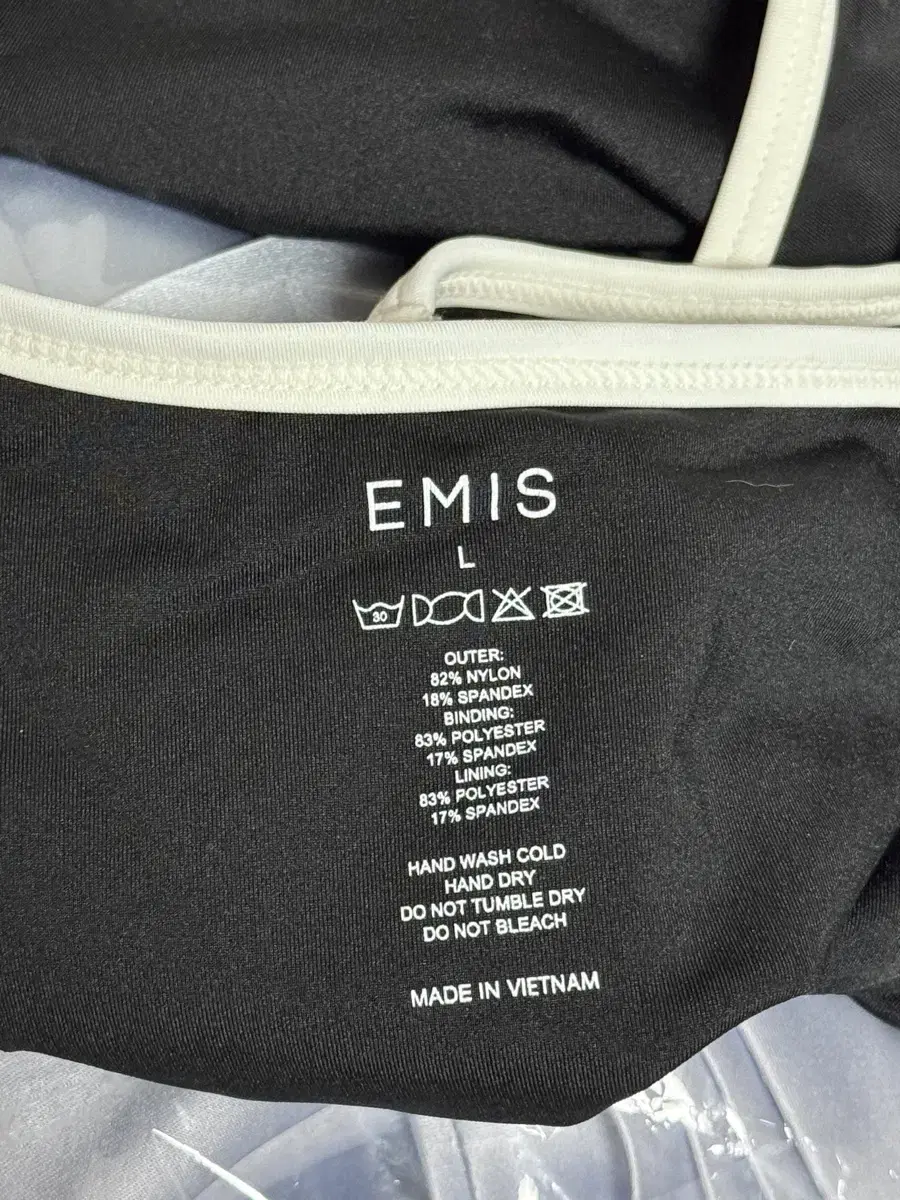 EMIS
L
30
OUTER:
82% NYLON
18% SPANDEX
BINDING:
83% POLYESTER
17% SPANDEX
LINING:
83% POLYESTER
17% SPANDEX
HAND WASH COLD
HAND DRY
DO NOT TUMBLE DRY
DO NOT BLEACH
MADE IN VIETNAM